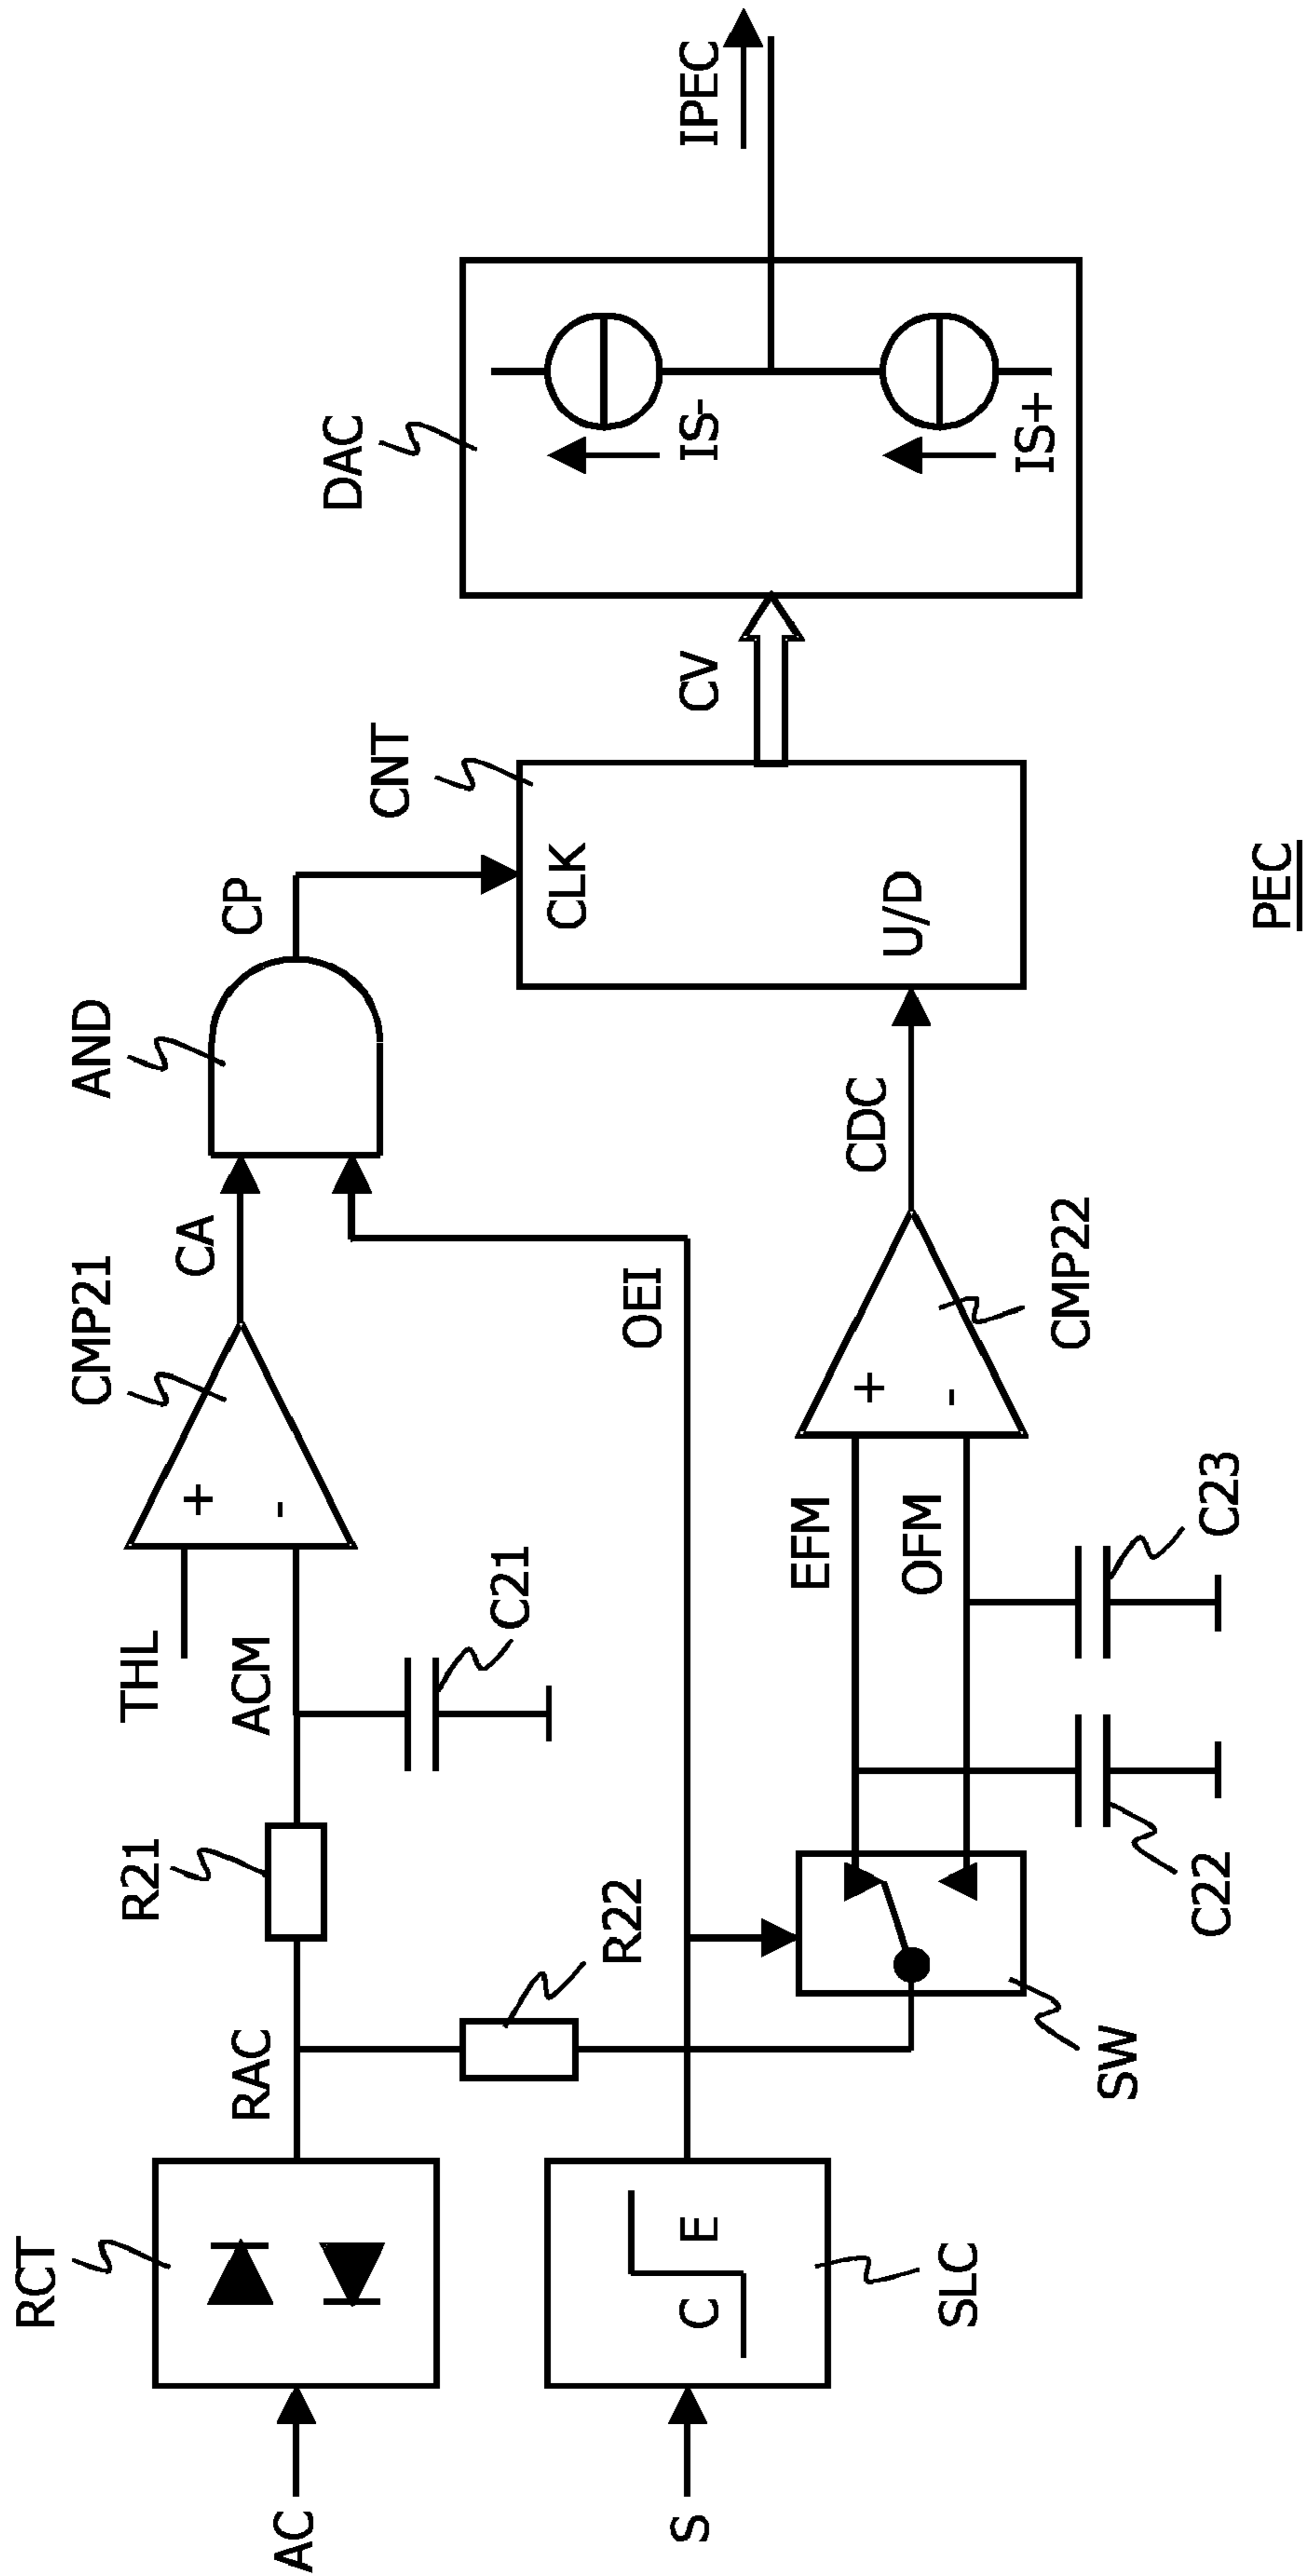 RCT
AC
RAC
R21
ACM
THL
C21
CMP21
+
-
CA
AND
CP
CLK
CNT
U/D
CV
DAC
IS-
IS+
IPEC
S
C E
SLC
R22
OEI
SW
EFM
OFM
C22
C23
+
-
CMP22
CDC
PEC